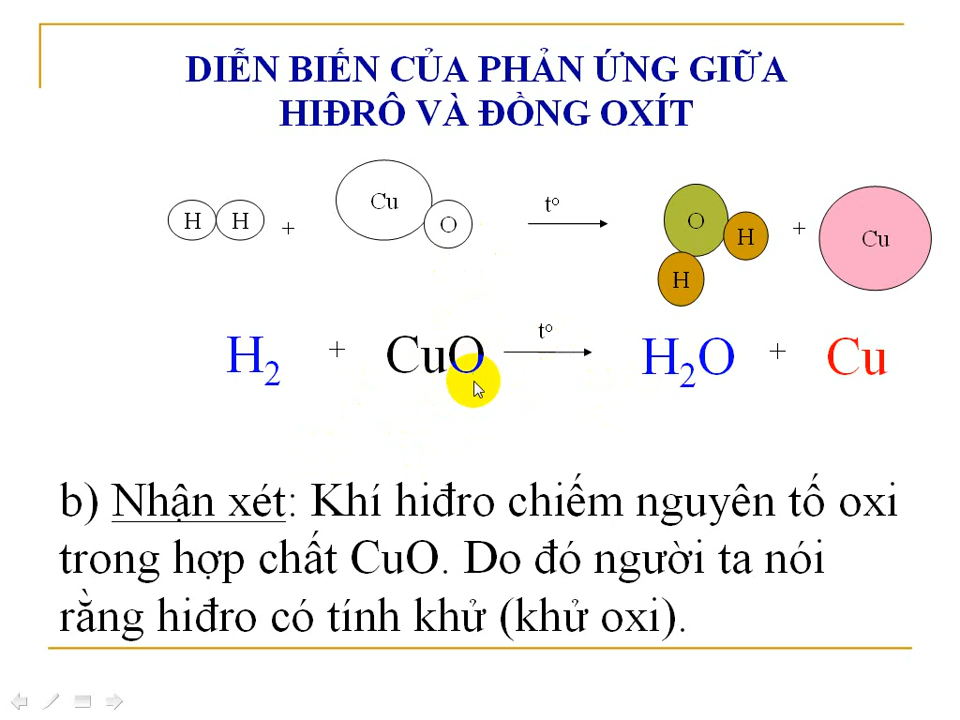 DIỄN BIẾN CỦA PHẢN ỨNG GIỮA
HIĐRÔ VÀ ĐỒNG OXÍT
H H + Cu O tº O H H + Cu
H₂ + CuO tº H₂O + Cu
b) Nhận xét: Khí hiđro chiếm nguyên tố oxi
trong hợp chất CuO. Do đó người ta nói
rằng hiđro có tính khử (khử oxi).